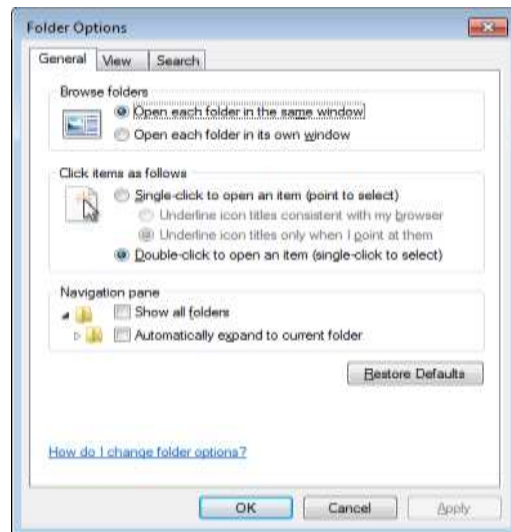 Folder Options
General View Search
Browse folders
Open each folder in the same window
Open each folder in its own window
Click items as follows
Single-click to open an item (point to select)
Underline icon titles consistent with my browser
Underline icon titles only when I point at them
Double-click to open an item (single-click to select)
Navigation pane
Show all folders
Automatically expand to current folder
Restore Defaults
How do I change folder options?
OK Cancel Apply